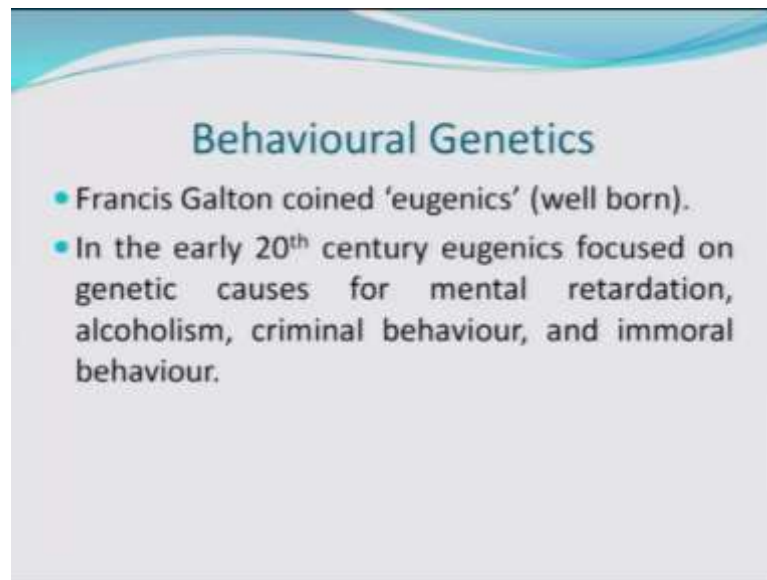 Behavioural Genetics
• Francis Galton coined ‘eugenics’ (well born).
• In the early 20th century eugenics focused on
genetic causes for mental retardation,
alcoholism, criminal behaviour, and immoral
behaviour.